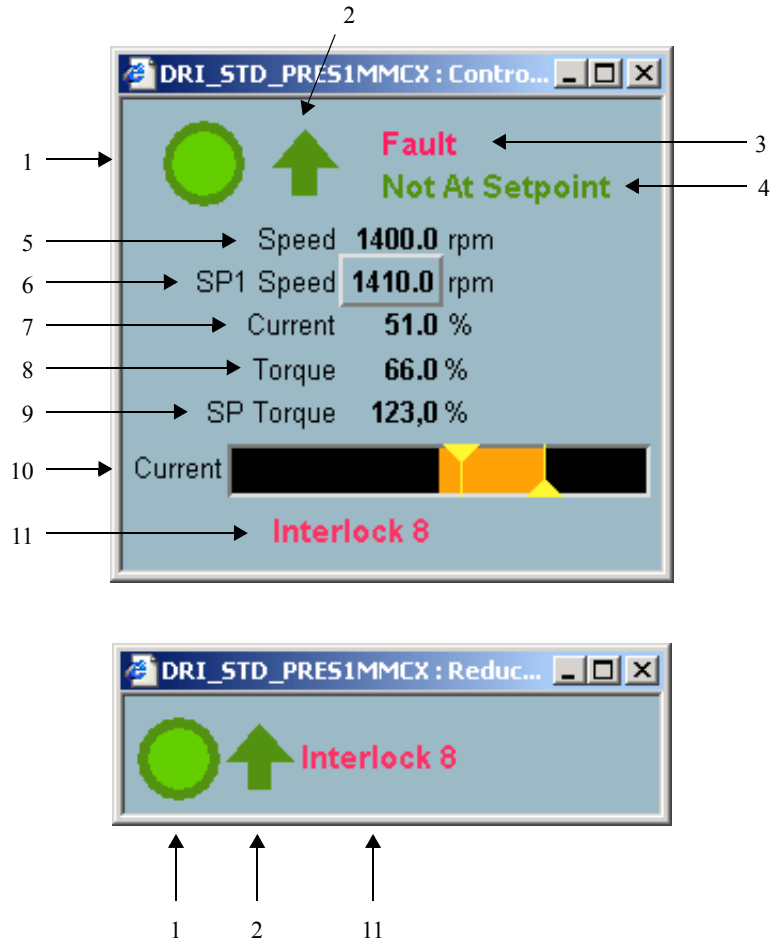 2
DRI_STD_PRES1MMCX : Contro...
1
Fault
3
Not At Setpoint
4
5
Speed 1400.0 rpm
6
SP1 Speed 1410.0 rpm
7
Current 51.0 %
8
Torque 66.0 %
9
SP Torque 123,0 %
10
Current
11
Interlock 8
DRI_STD_PRES1MMCX : Reduc...
Interlock 8
1 2 11